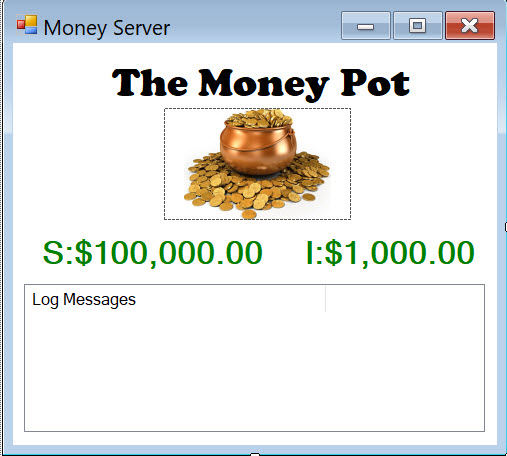 Money Server
The Money Pot
S:$100,000.00 I:$1,000.00
Log Messages